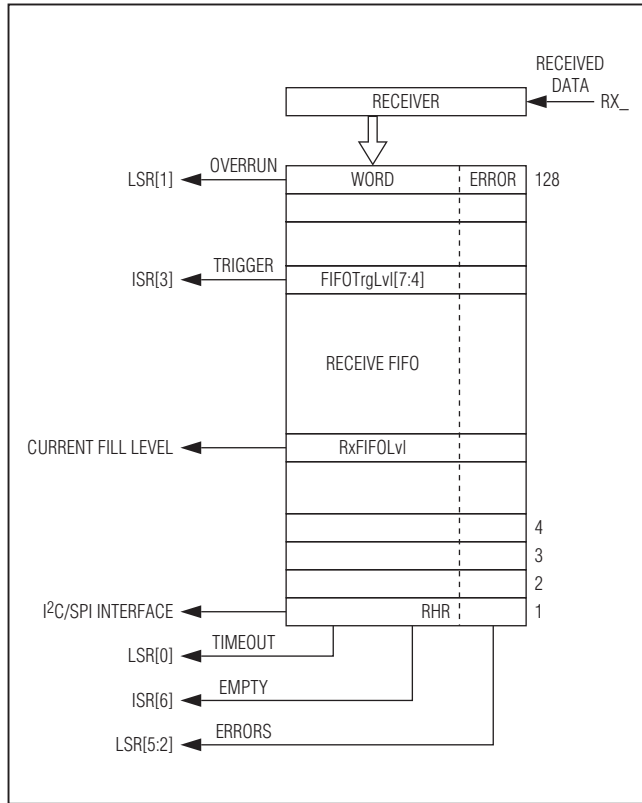 RECEIVED
DATA
RECEIVER
RX_
OVERRUN
LSR[1]
WORD
ERROR
128
TRIGGER
ISR[3]
FIFOTrgLvl[7:4]
RECEIVE FIFO
CURRENT FILL LEVEL
RxFIFOLvl
4
3
2
I²C/SPI INTERFACE
RHR
1
TIMEOUT
LSR[0]
EMPTY
ISR[6]
ERRORS
LSR[5:2]